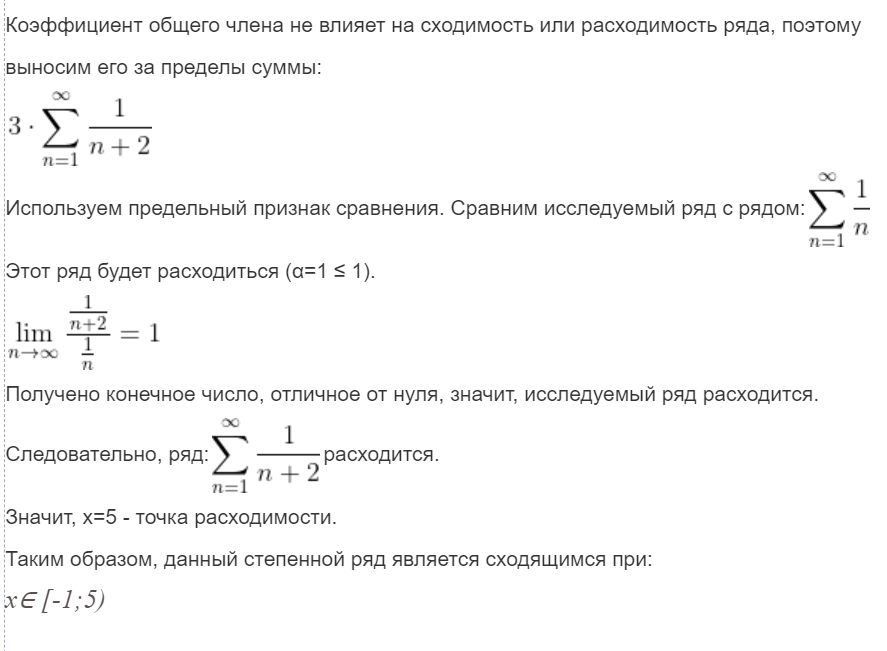 Коэффициент общего члена не влияет на сходимость или расходимость ряда, поэтому
выносим его за пределы суммы:
3 · ∑_{n=1}^{∞} 1/(n + 2)
Используем предельный признак сравнения. Сравним исследуемый ряд с рядом: ∑_{n=1}^{∞} 1/n
Этот ряд будет расходиться (α=1 ≤ 1).
lim_{n→∞} (1/(n+2))/(1/n) = 1
Получено конечное число, отличное от нуля, значит, исследуемый ряд расходится.
Следовательно, ряд: ∑_{n=1}^{∞} 1/(n + 2) расходится.
Значит, x=5 - точка расходимости.
Таким образом, данный степенной ряд является сходящимся при:
x∈ [-1;5)